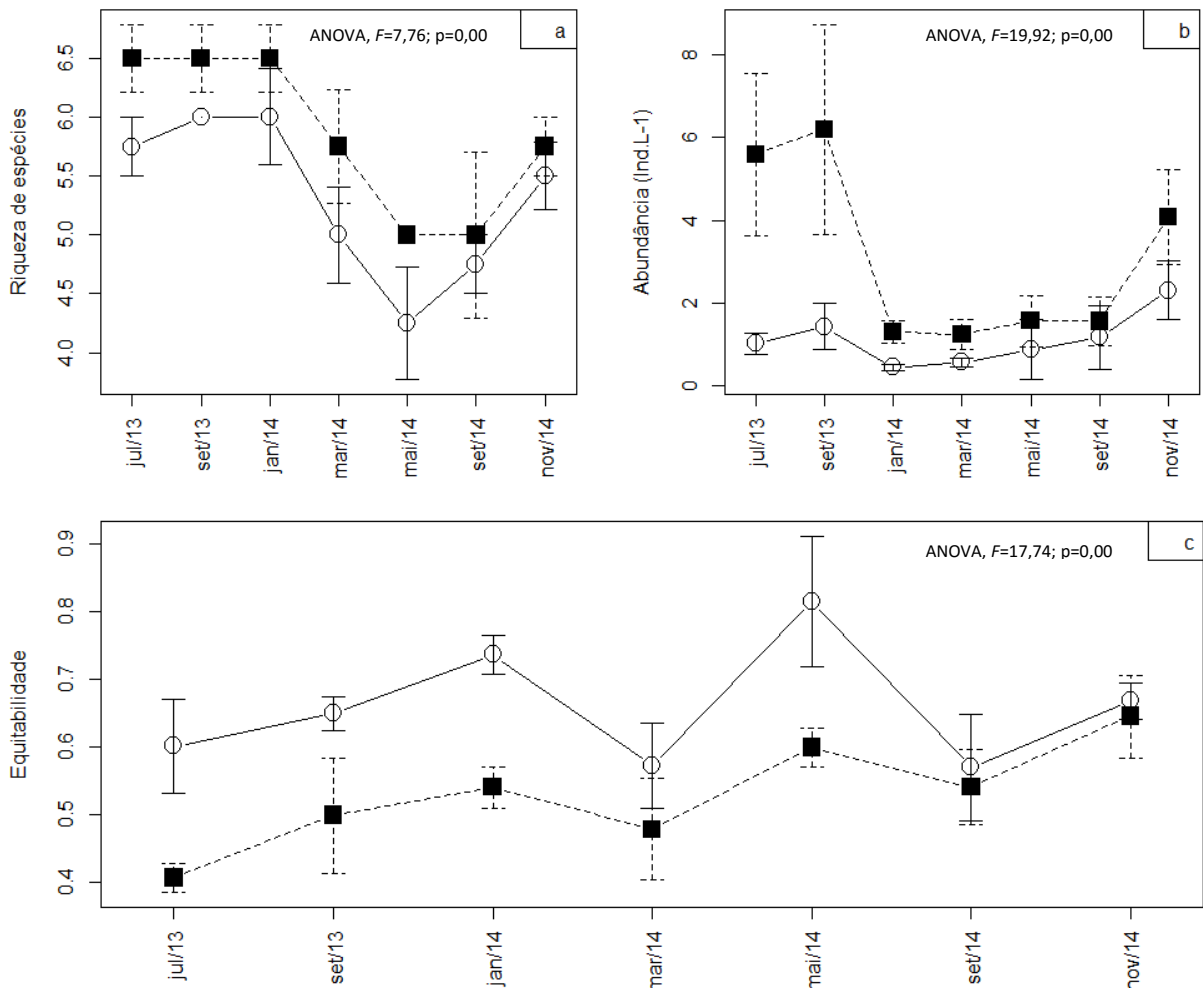 ANOVA, F=7,76; p=0,00
a
Riqueza de espécies
6.5
6.0
5.5
5.0
4.5
4.0
jul/13
set/13
jan/14
mar/14
mai/14
set/14
nov/14
ANOVA, F=19,92; p=0,00
b
Abundância (Ind.L-1)
8
6
4
2
0
jul/13
set/13
jan/14
mar/14
mai/14
set/14
nov/14
ANOVA, F=17,74; p=0,00
c
Equitabilidade
0.9
0.8
0.7
0.6
0.5
0.4
jul/13
set/13
jan/14
mar/14
mai/14
set/14
nov/14